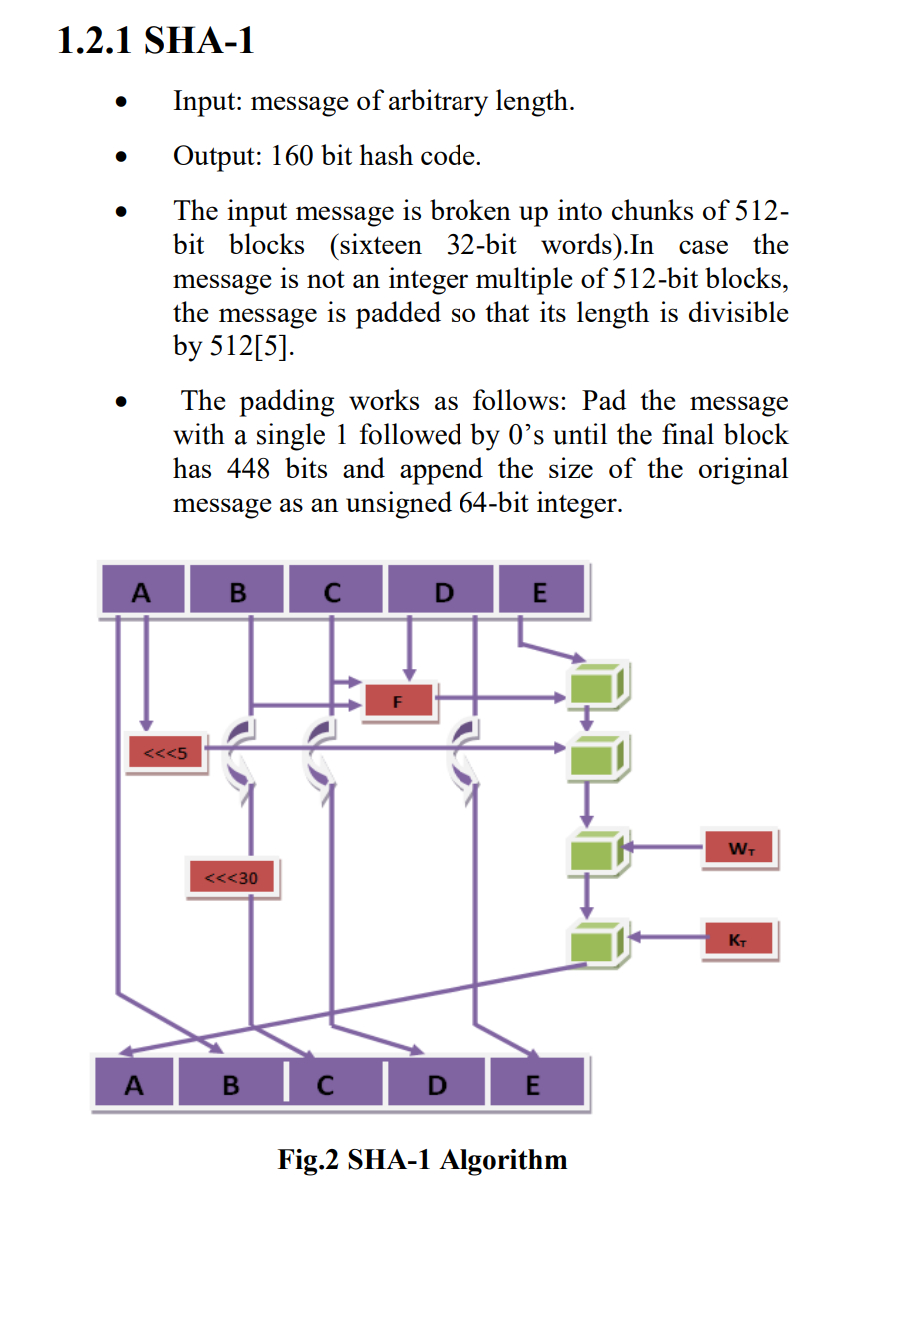 1.2.1 SHA-1
• Input: message of arbitrary length.
• Output: 160 bit hash code.
• The input message is broken up into chunks of 512-
bit blocks (sixteen 32-bit words).In case the
message is not an integer multiple of 512-bit blocks,
the message is padded so that its length is divisible
by 512[5].
• The padding works as follows: Pad the message
with a single 1 followed by 0’s until the final block
has 448 bits and append the size of the original
message as an unsigned 64-bit integer.
A B C D E
F
<<<5
WT
<<<30
KT
A B C D E
Fig.2 SHA-1 Algorithm